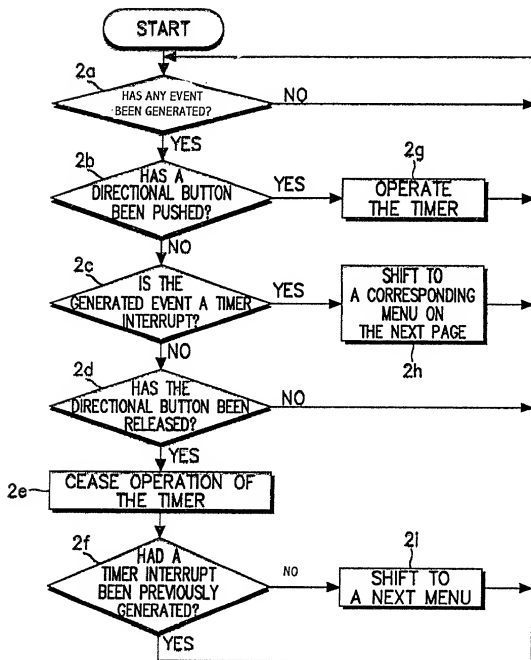 START
2a
HAS ANY EVENT
BEEN GENERATED?
NO
YES
2b
HAS A
DIRECTIONAL BUTTON
BEEN PUSHED?
YES
2g
OPERATE
THE TIMER
NO
2c
IS THE
GENERATED EVENT A TIMER
INTERRUPT?
YES
SHIFT TO
A CORRESPONDING
MENU ON
THE NEXT PAGE
2h
NO
2d
HAS THE
DIRECTIONAL BUTTON BEEN
RELEASED?
NO
YES
2e
CEASE OPERATION OF
THE TIMER
2f
HAD A
TIMER INTERRUPT
BEEN PREVIOUSLY
GENERATED?
NO
2i
SHIFT TO
A NEXT MENU
YES